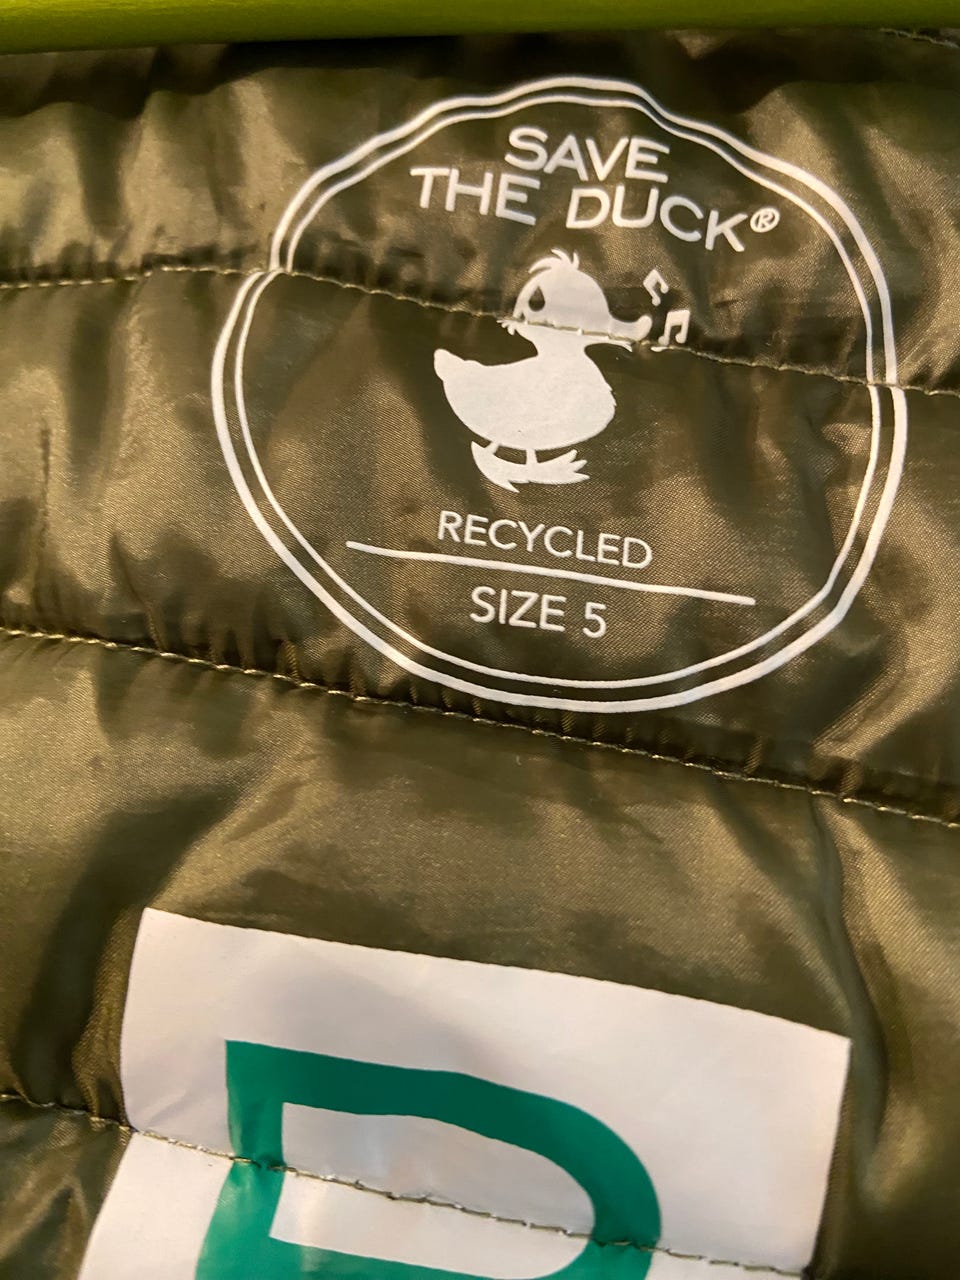 SAVE
THE DUCK®
RECYCLED
SIZE 5